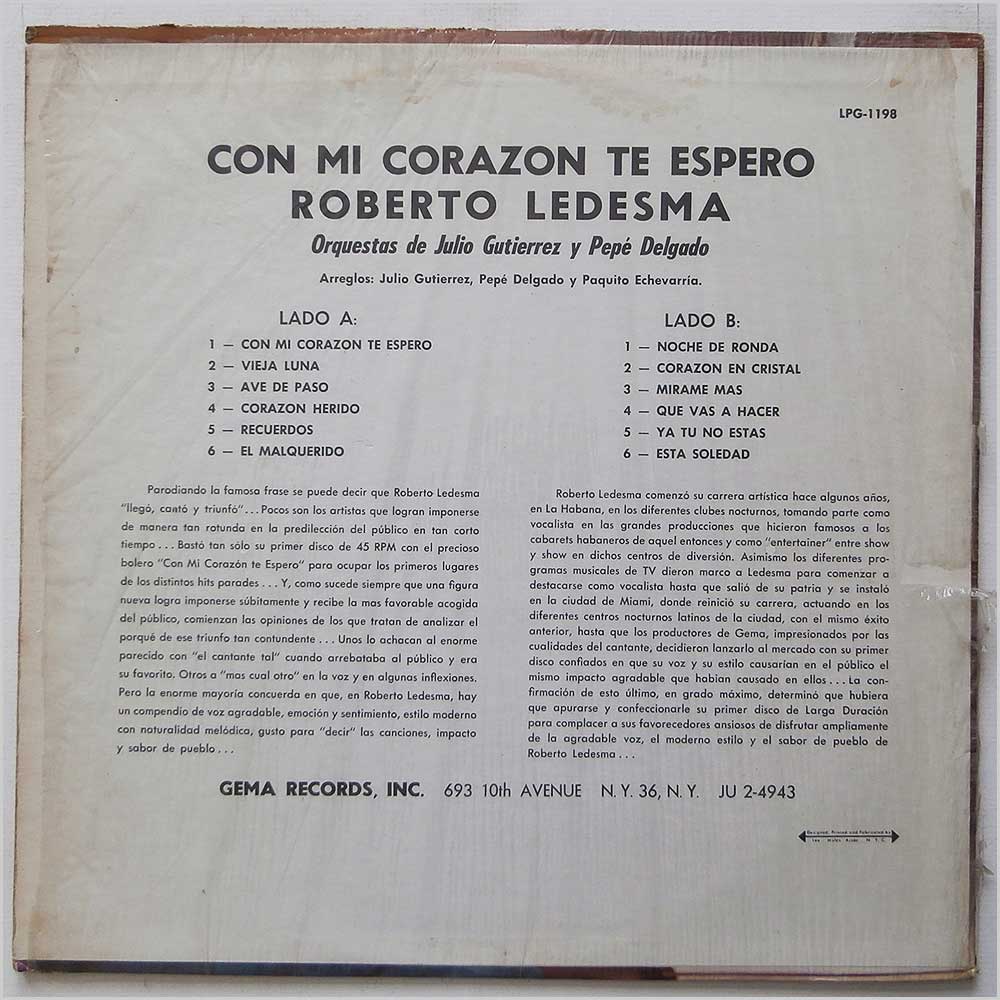 LPG-1198
CON MI CORAZON TE ESPERO
ROBERTO LEDESMA
Orquestas de Julio Gutierrez y Pepé Delgado
Arreglos: Julio Gutierrez, Pepé Delgado y Paquito Echevarría.
LADO A:
1 — CON MI CORAZON TE ESPERO
2 — VIEJA LUNA
3 — AVE DE PASO
4 — CORAZON HERIDO
5 — RECUERDOS
6 — EL MALQUERIDO
LADO B:
1 — NOCHE DE RONDA
2 — CORAZON EN CRISTAL
3 — MIRAME MAS
4 — QUE VAS A HACER
5 — YA TU NO ESTAS
6 — ESTA SOLEDAD
Parodiando la famosa frase se puede decir que Roberto Ledesma
"llegó, cantó y triunfó"... Pocos son los artistas que logran imponerse
de manera tan rotunda en la predilección del público en tan corto
tiempo... Bastó tan sólo su primer disco de 45 RPM con el precioso
bolero "Con Mi Corazón te Espero" para ocupar los primeros lugares
de los distintos hits parades... Y, como sucede siempre que una figura
nueva logra imponerse súbitamente y recibe la mas favorable acogida
del público, comienzan las opiniones de los que tratan de analizar el
porqué de ese triunfo tan contundente... Unos lo achacan al enorme
parecido con "el cantante tal" cuando arrebataba al público y era
su favorito. Otros a "mas cual otro" en la voz y en algunas inflexiones.
Pero la enorme mayoría concuerda en que, en Roberto Ledesma, hay
un compendio de voz agradable, emoción y sentimiento, estilo moderno
con naturalidad melódica, gusto para "decir" las canciones, impacto
y sabor de pueblo...
Roberto Ledesma comenzó su carrera artística hace algunos años,
en La Habana, en los diferentes clubes nocturnos, tomando parte como
vocalista en las grandes producciones que hicieron famosos a los
cabarets habaneros de aquel entonces y como "entertainer" entre show
y show en dichos centros de diversión. Asimismo los diferentes pro-
gramas musicales de TV dieron marco a Ledesma para comenzar a
destacarse como vocalista hasta que salió de su patria y se instaló
en la ciudad de Miami, donde reinició su carrera, actuando en los
diferentes centros nocturnos latinos de la ciudad, con el mismo éxito
anterior, hasta que los productores de Gema, impresionados por las
cualidades del cantante, decidieron lanzarlo al mercado con su primer
disco confiados en que su voz y su estilo causarían en el público el
mismo impacto agradable que habían causado en ellos... La con-
firmación de esto último, en grado máximo, determinó que hubiera
que apurarse y confeccionarle su primer disco de Larga Duración
para complacer a sus favorecedores ansiosos de disfrutar ampliamente
de la agradable voz, el moderno estilo y el sabor de pueblo de
Roberto Ledesma...
GEMA RECORDS, INC. 693 10th AVENUE N. Y. 36, N. Y. JU 2-4943
Designed, Printed and Fabricated by
N. Y. C.